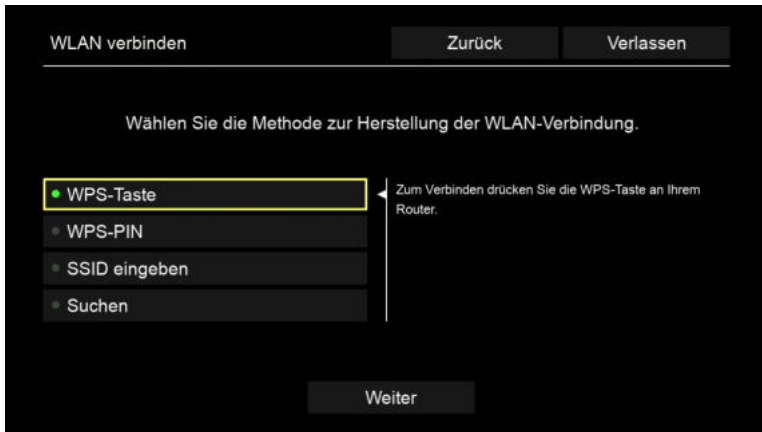 WLAN verbinden
Zurück
Verlassen
Wählen Sie die Methode zur Herstellung der WLAN-Verbindung.
WPS-Taste
WPS-PIN
SSID eingeben
Suchen
Zum Verbinden drücken Sie die WPS-Taste an Ihrem
Router.
Weiter